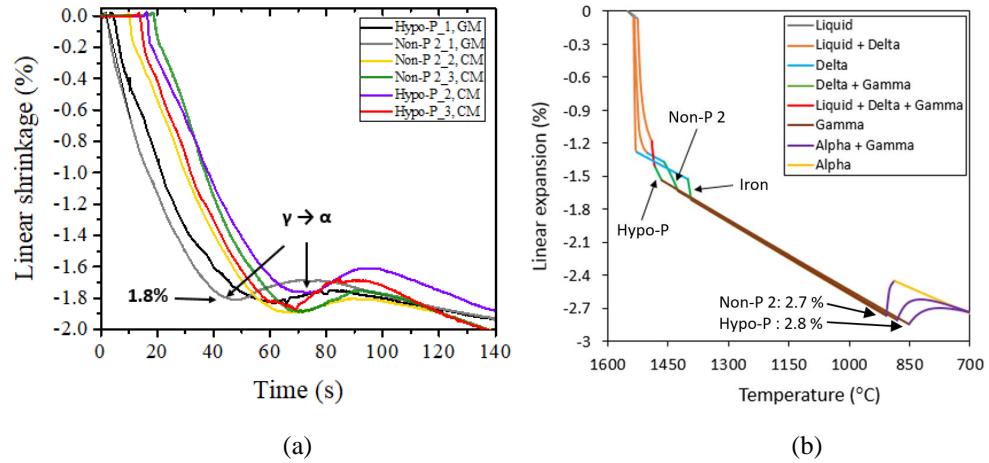 0.0
-0.2
-0.4
-0.6
-0.8
-1.0
-1.2
-1.4
-1.6
-1.8
-2.0
Linear shrinkage (%)
0 20 40 60 80 100 120 140
Time (s)
Hypo-P_1, GM
Non-P 2_1, GM
Non-P 2_2, CM
Non-P 2_3, CM
Hypo-P_2, CM
Hypo-P_3, CM
γ → α
1.8%
(a)
0
-0.3
-0.6
-0.9
-1.2
-1.5
-1.8
-2.1
-2.4
-2.7
-3
Linear expansion (%)
1600 1450 1300 1150 1000 850 700
Temperature (°C)
Liquid
Liquid + Delta
Delta
Delta + Gamma
Liquid + Delta + Gamma
Gamma
Alpha + Gamma
Alpha
Non-P 2
Iron
Hypo-P
Non-P 2: 2.7 %
Hypo-P : 2.8 %
(b)